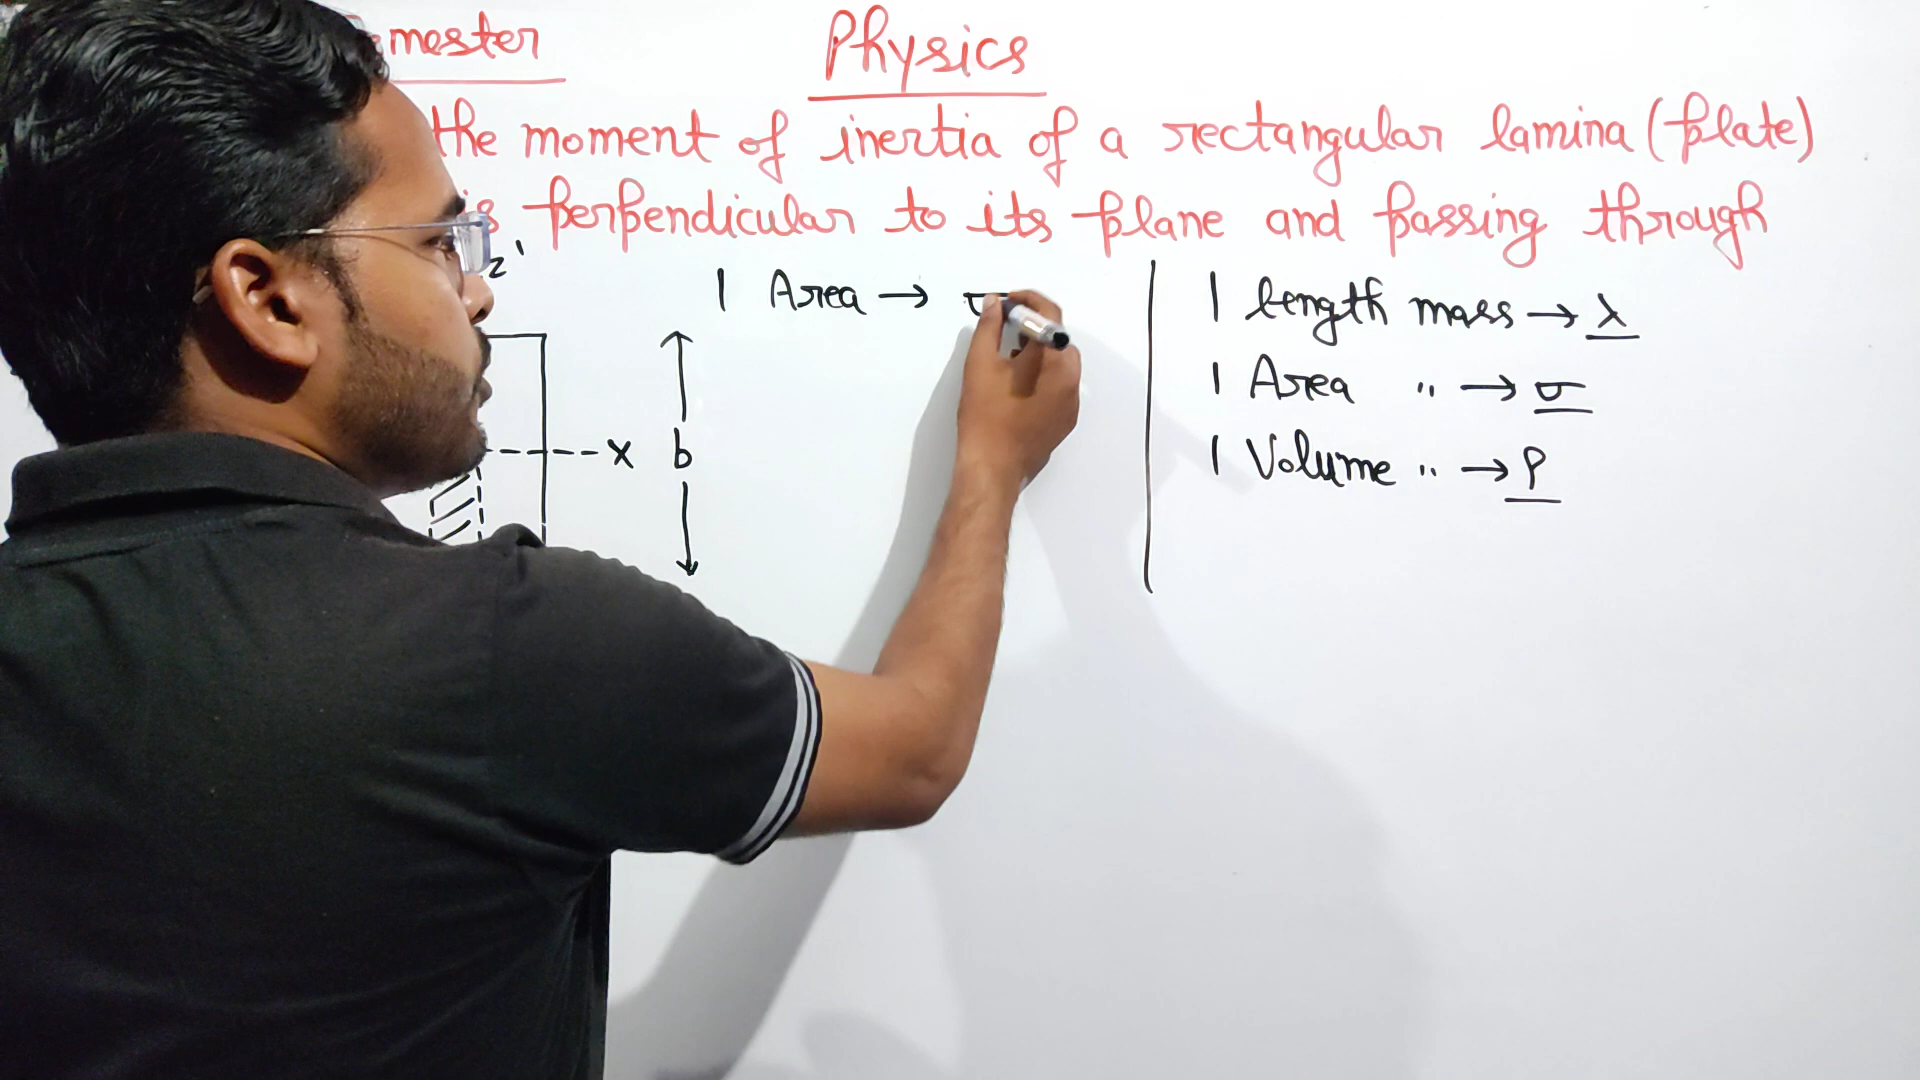 mester
Physics
the moment of inertia of a rectangular lamina (plate)
is perpendicular to its plane and passing through
z'
1 Area → σ
1 length mass → λ
1 Area " → σ
1 Volume " → ρ
x
b